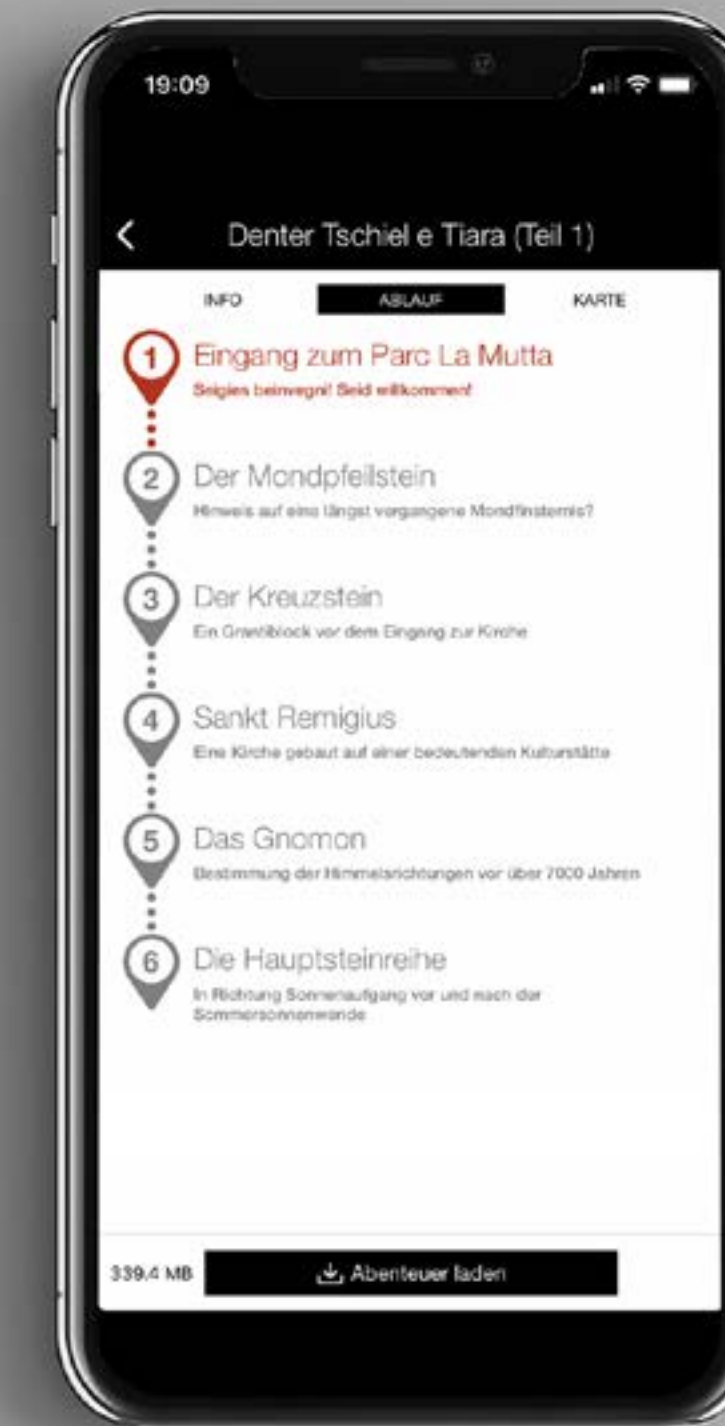 19:09
Denter Tschiel e Tiara (Teil 1)
INFO
ABLAUF
KARTE
1
Eingang zum Parc La Mutta
Seigies beinvegni! Seid willkommen!
2
Der Mondpfeilstein
Hinweis auf eine längst vergangene Mondfinsternis?
3
Der Kreuzstein
Ein Granitblock vor dem Eingang zur Kirche
4
Sankt Remigius
Eine Kirche gebaut auf einer bedeutenden Kulturstätte
5
Das Gnomon
Bestimmung der Himmelsrichtungen vor über 7000 Jahren
6
Die Hauptsteinreihe
In Richtung Sonnenaufgang vor und nach der
Sommersonnenwende
339.4 MB
Abenteuer laden